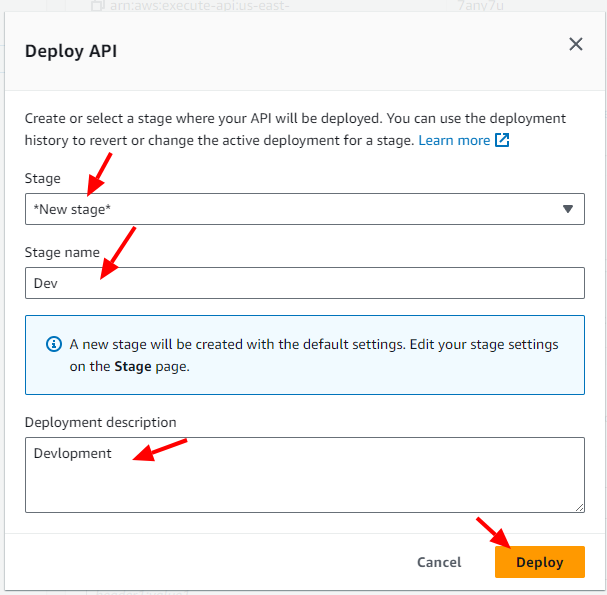 arn:aws:execute-api:us-east- 7any7u
Deploy API
Create or select a stage where your API will be deployed. You can use the deployment
history to revert or change the active deployment for a stage. Learn more
Stage
*New stage*
Stage name
Dev
A new stage will be created with the default settings. Edit your stage settings
on the Stage page.
Deployment description
Devlopment
Cancel Deploy